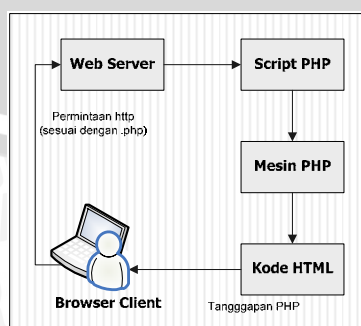 Web Server
Script PHP
Permintaan http
(sesuai dengan .php)
Mesin PHP
Kode HTML
Browser Client
Tangggapan PHP